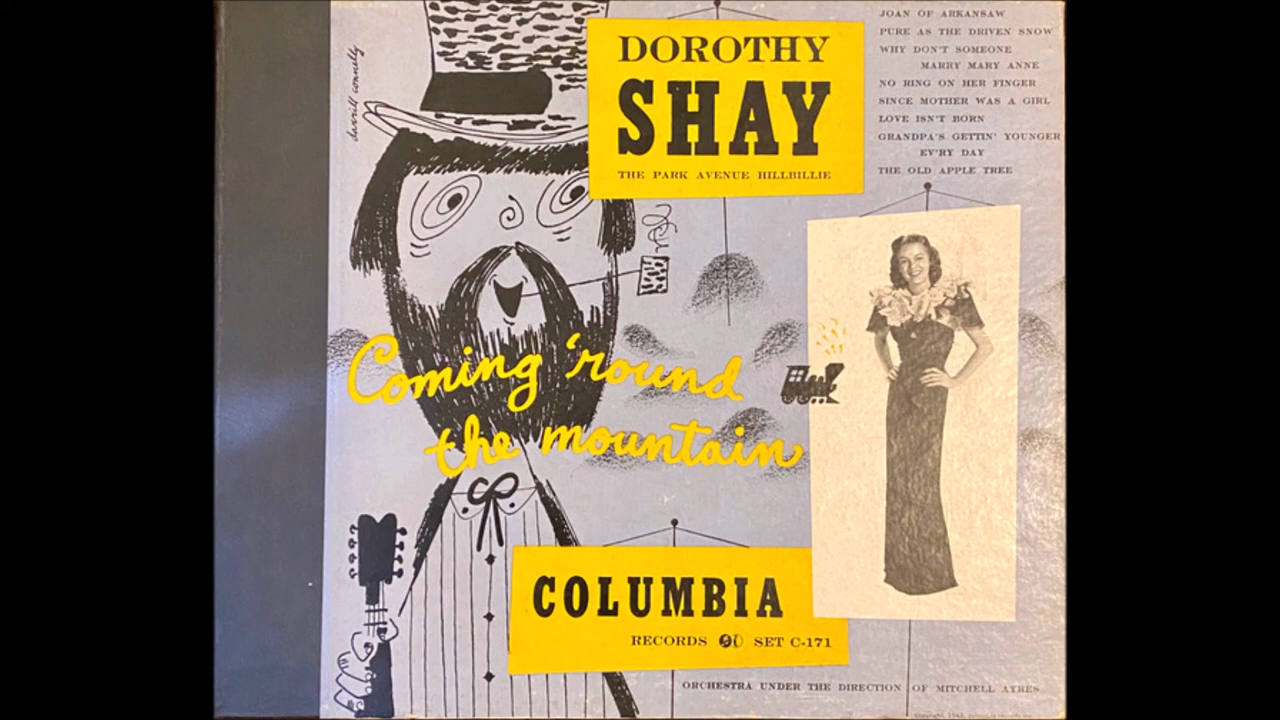 darrill connelly
DOROTHY
SHAY
THE PARK AVENUE HILLBILLIE
JOAN OF ARKANSAW
PURE AS THE DRIVEN SNOW
WHY DON'T SOMEONE
MARRY MARY ANNE
NO RING ON HER FINGER
SINCE MOTHER WAS A GIRL
LOVE ISN'T BORN
GRANDPA'S GETTIN' YOUNGER
EV'RY DAY
THE OLD APPLE TREE
Coming 'round
the mountain
COLUMBIA
RECORDS SET C-171
ORCHESTRA UNDER THE DIRECTION OF MITCHELL AYRES